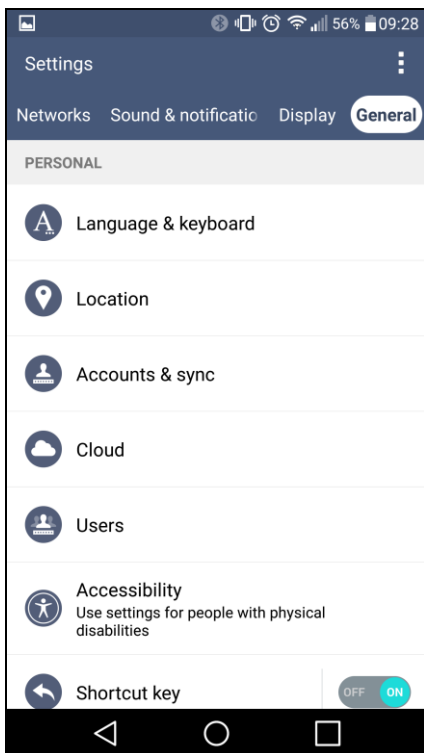 56% 09:28
Settings
Networks Sound & notificatio Display General
PERSONAL
A
Language & keyboard
Location
Accounts & sync
Cloud
Users
Accessibility
Use settings for people with physical
disabilities
Shortcut key OFF ON